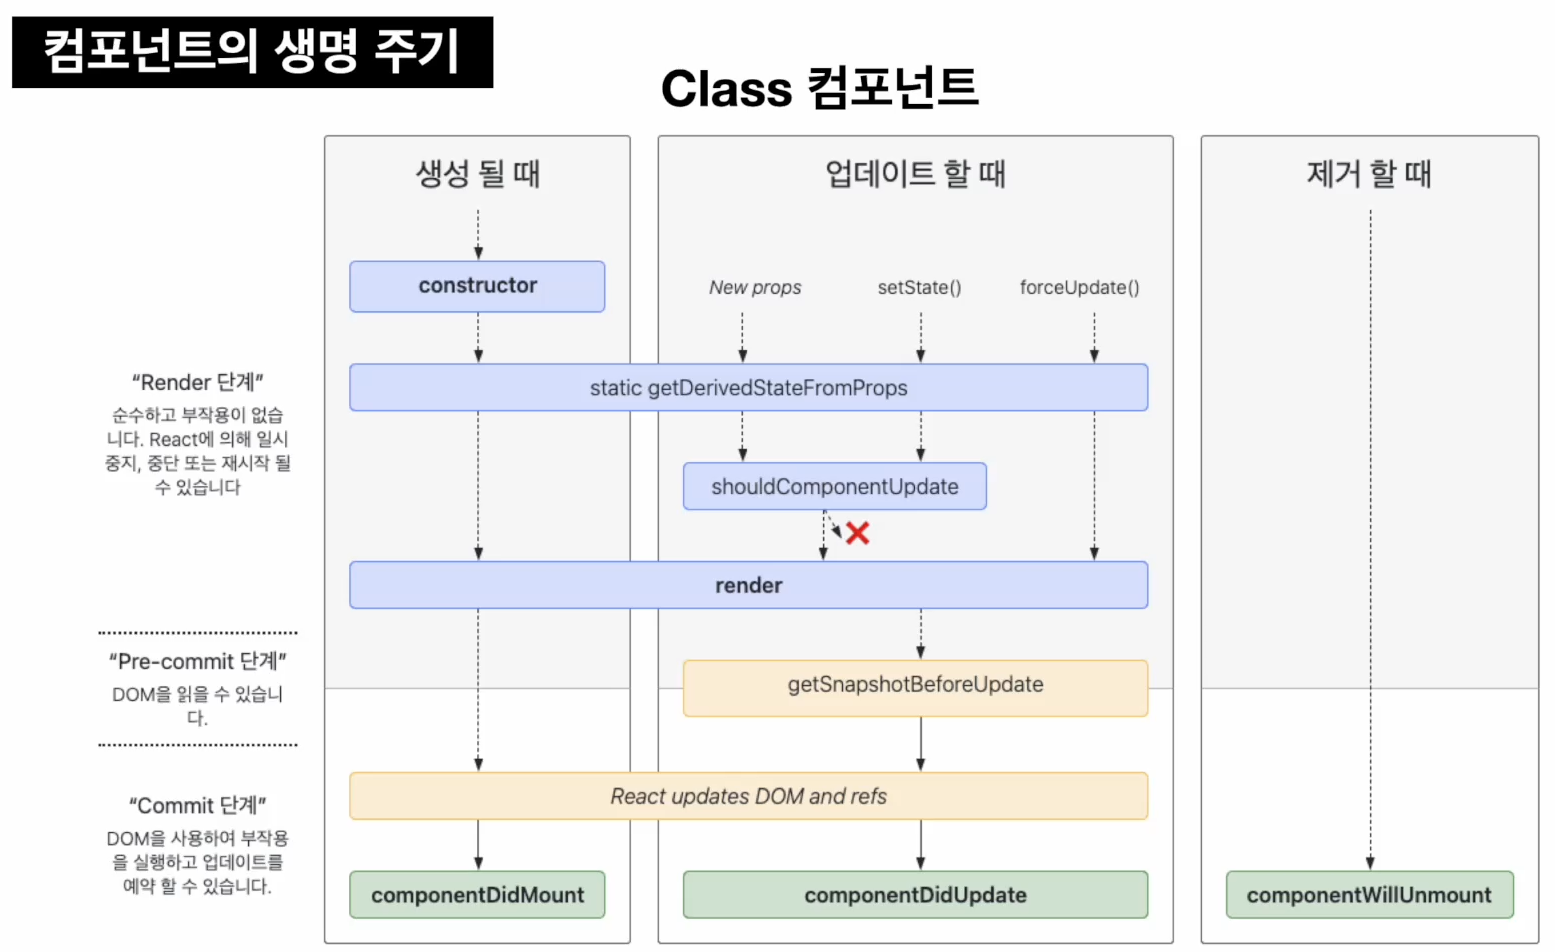 컴포넌트의 생명 주기
Class 컴포넌트
생성 될 때
업데이트 할 때
제거 할 때
constructor
New props
setState()
forceUpdate()
“Render 단계”
순수하고 부작용이 없습
니다. React에 의해 일시
중지, 중단 또는 재시작 될
수 있습니다
static getDerivedStateFromProps
shouldComponentUpdate
render
“Pre-commit 단계”
DOM을 읽을 수 있습니
다.
getSnapshotBeforeUpdate
“Commit 단계”
DOM을 사용하여 부작용
을 실행하고 업데이트를
예약 할 수 있습니다.
React updates DOM and refs
componentDidMount
componentDidUpdate
componentWillUnmount